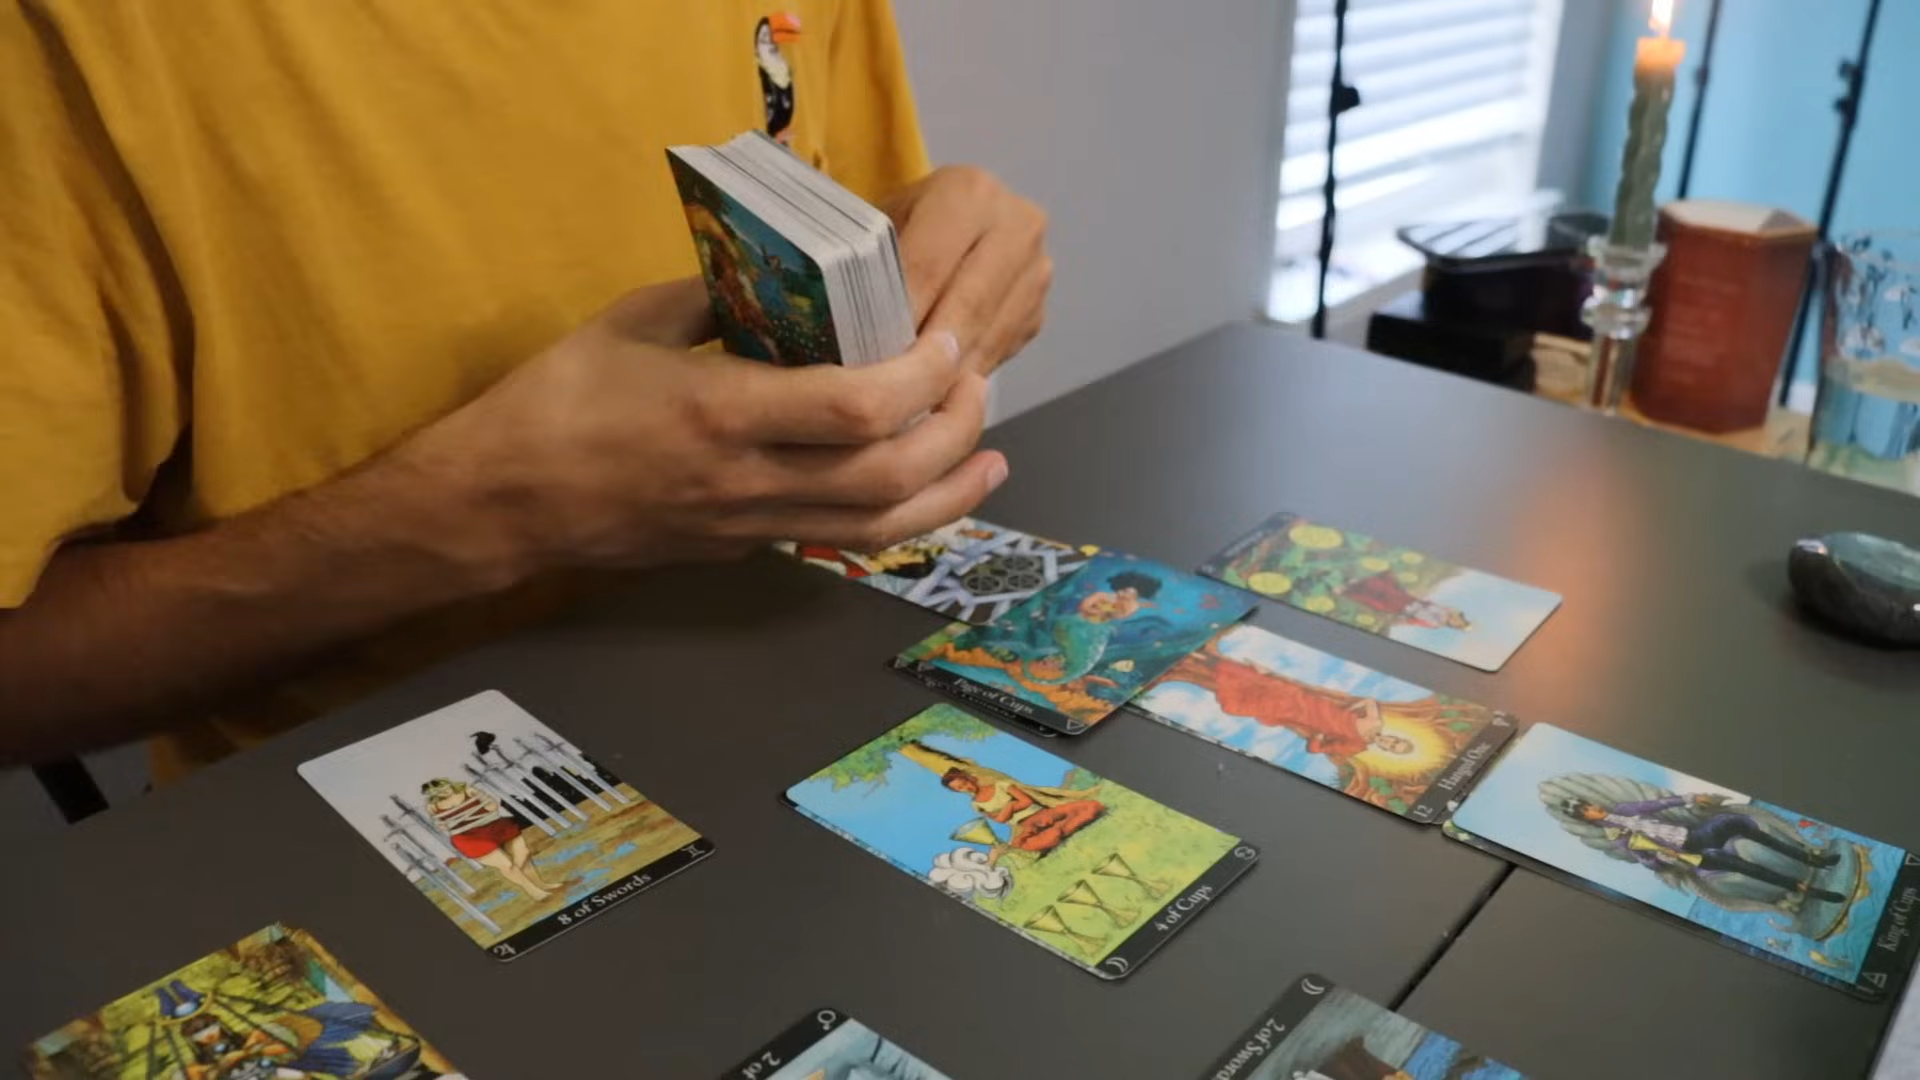 Page of Cups
12 Hanged One
8 of Swords
4 of Cups
King of Cups
2 of
2 of Swords